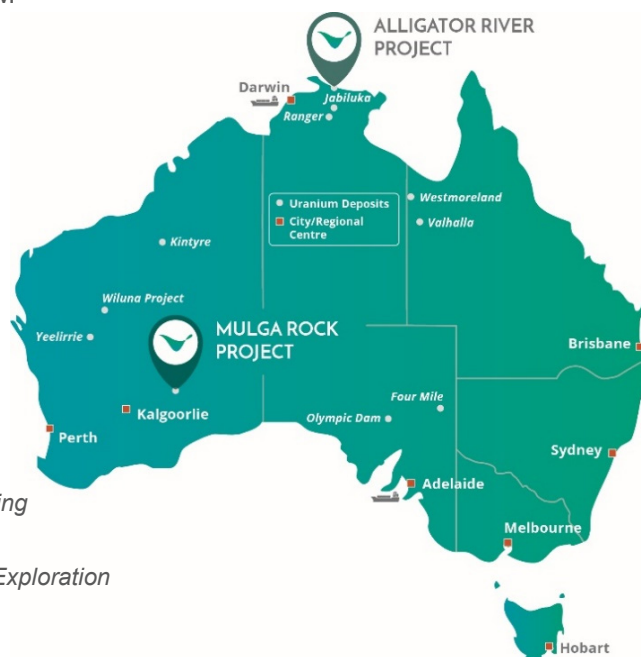 ALLIGATOR RIVER
PROJECT
Darwin
Jabiluka
Ranger
Uranium Deposits
City/Regional
Centre
Westmoreland
Valhalla
Kintyre
Wiluna Project
Yeelirrie
MULGA ROCK
PROJECT
Brisbane
Kalgoorlie
Four Mile
Olympic Dam
Perth
Sydney
Adelaide
ing
Melbourne
Exploration
Hobart